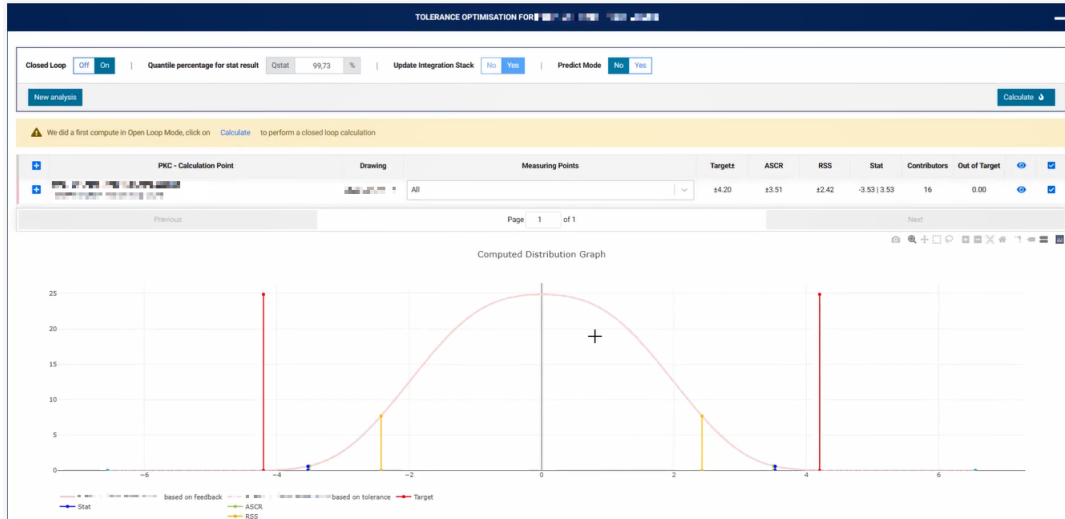 TOLERANCE OPTIMISATION FOR
Closed Loop Off On | Quantile percentage for stat result Qstat 99,73 % | Update Integration Stack No Yes | Predict Mode No Yes
New analysis Calculate
We did a first compute in Open Loop Mode, click on Calculate to perform a closed loop calculation
PKC - Calculation Point Drawing Measuring Points Target± ASCR RSS Stat Contributors Out of Target
All ±4.20 ±3.51 ±2.42 -3.53 | 3.53 16 0.00
Previous Page 1 of 1 Next
Computed Distribution Graph
25
20
15
10
5
0
−6 −4 −2 0 2 4 6
based on feedback based on tolerance Target
Stat ASCR
RSS